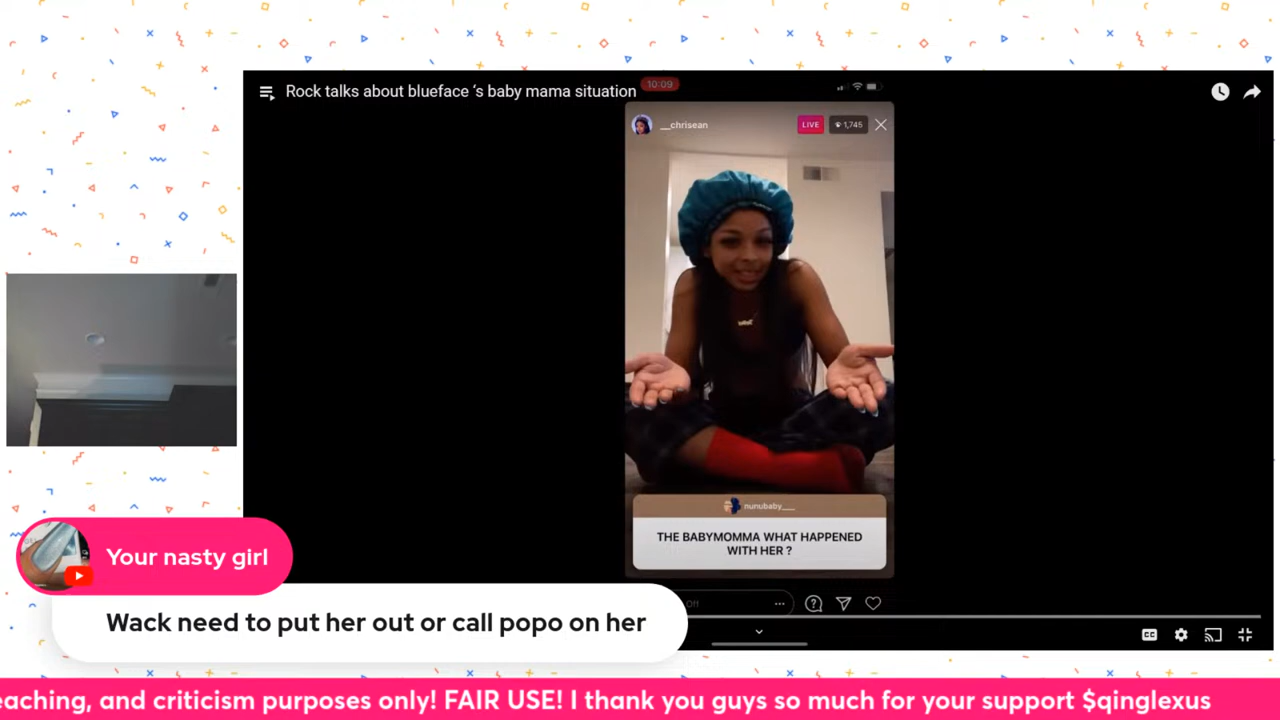 Rock talks about blueface ‘s baby mama situation
10:09
__chrisean
LIVE
1,745
nunubaby___
THE BABYMOMMA WHAT HAPPENED
WITH HER ?
Off
CC
Your nasty girl
Wack need to put her out or call popo on her
eaching, and criticism purposes only! FAIR USE! I thank you guys so much for your support $qinglexus